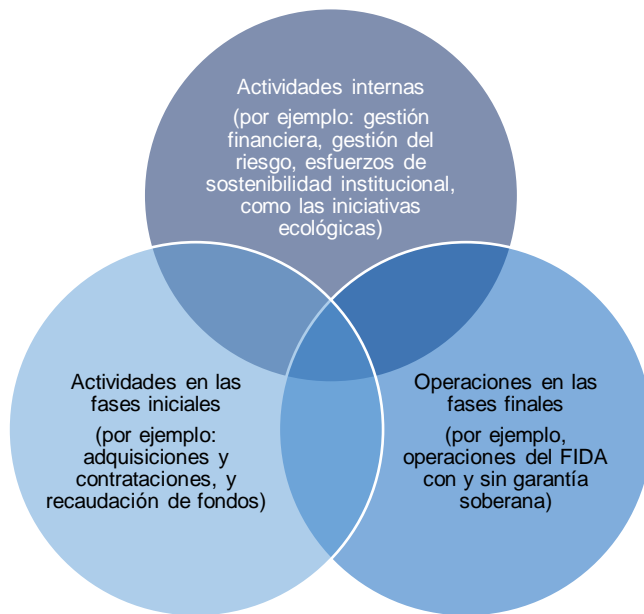 Actividades internas
(por ejemplo: gestión
financiera, gestión del
riesgo, esfuerzos de
sostenibilidad institucional,
como las iniciativas
ecológicas)
Actividades en las
fases iniciales
(por ejemplo:
adquisiciones y
contrataciones, y
recaudación de fondos)
Operaciones en las
fases finales
(por ejemplo,
operaciones del FIDA
con y sin garantía
soberana)